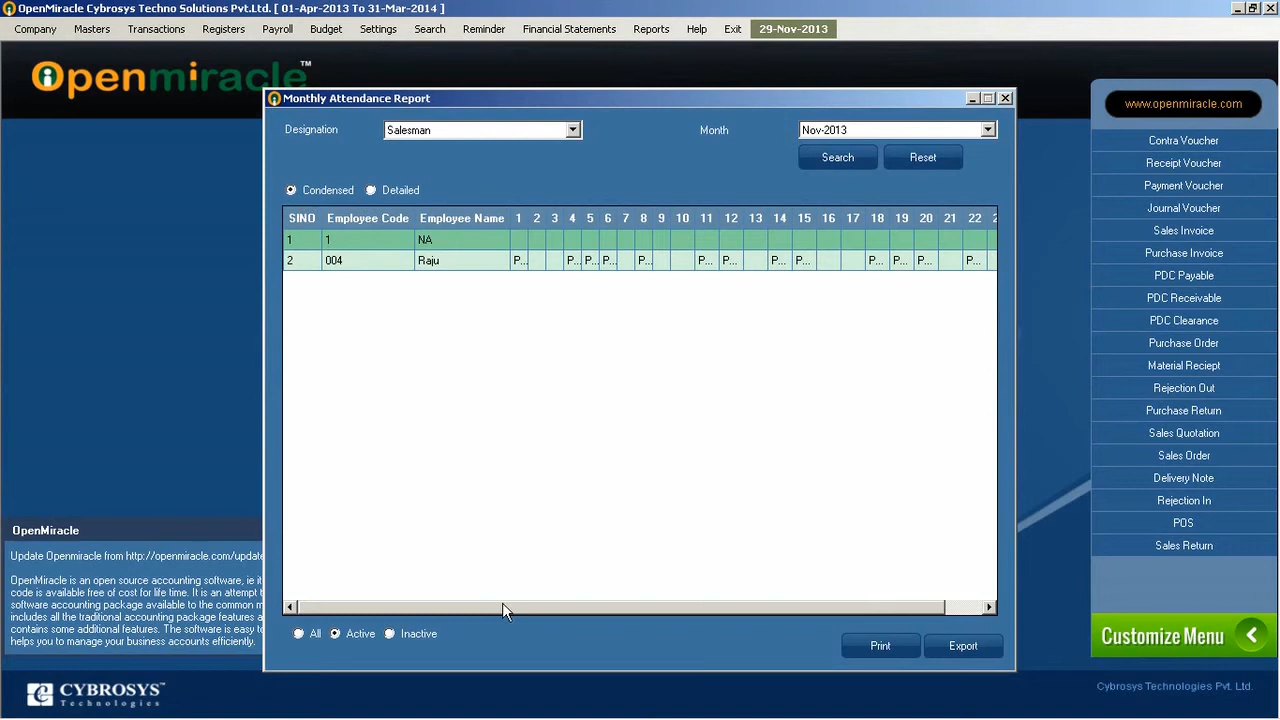 OpenMiracle Cybrosys Techno Solutions Pvt.Ltd. [ 01-Apr-2013 To 31-Mar-2014 ]
Company Masters Transactions Registers Payroll Budget Settings Search Reminder Financial Statements Reports Help Exit 29-Nov-2013
Openmiracle™
Monthly Attendance Report
Designation Salesman Month Nov-2013
Search Reset
Condensed Detailed
SlNO Employee Code Employee Name 1 2 3 4 5 6 7 8 9 10 11 12 13 14 15 16 17 18 19 20 21 22 2
1 1 NA
2 004 Raju P... P... P... P... P... P... P... P... P... P... P... P... P...
All Active Inactive
Print Export
www.openmiracle.com
Contra Voucher
Receipt Voucher
Payment Voucher
Journal Voucher
Sales Invoice
Purchase Invoice
PDC Payable
PDC Receivable
PDC Clearance
Purchase Order
Material Reciept
Rejection Out
Purchase Return
Sales Quotation
Sales Order
Delivery Note
Rejection In
POS
Sales Return
Customize Menu
OpenMiracle
Update Openmiracle from http://openmiracle.com/update
OpenMiracle is an open source accounting software, ie it
code is available free of cost for life time. It is an attempt t
software accounting package available to the common m
includes all the traditional accounting package features a
contains some additional features. The software is easy to
helps you to manage your business accounts efficiently.
CYBROSYS™
Technologies
Cybrosys Technologies Pvt. Ltd.